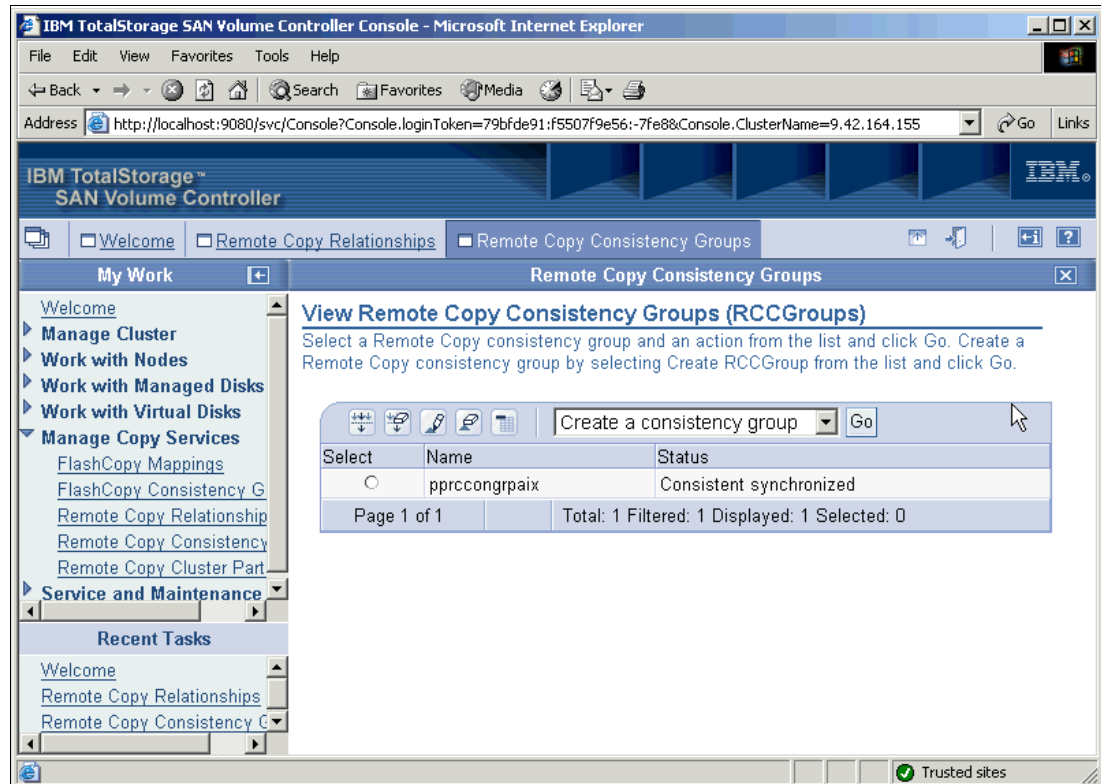 IBM TotalStorage SAN Volume Controller Console - Microsoft Internet Explorer
File Edit View Favorites Tools Help
Back Search Favorites Media
Address http://localhost:9080/svc/Console?Console.loginToken=79bfde91:f5507f9e56:-7fe8&Console.ClusterName=9.42.164.155 Go Links
IBM TotalStorage™
SAN Volume Controller
IBM®
Welcome Remote Copy Relationships Remote Copy Consistency Groups
My Work
Welcome
Manage Cluster
Work with Nodes
Work with Managed Disks
Work with Virtual Disks
Manage Copy Services
FlashCopy Mappings
FlashCopy Consistency G
Remote Copy Relationship
Remote Copy Consistency
Remote Copy Cluster Part
Service and Maintenance
Recent Tasks
Welcome
Remote Copy Relationships
Remote Copy Consistency G
Remote Copy Consistency Groups
View Remote Copy Consistency Groups (RCCGroups)
Select a Remote Copy consistency group and an action from the list and click Go. Create a
Remote Copy consistency group by selecting Create RCCGroup from the list and click Go.
Create a consistency group Go
Select Name Status
pprccongrpaix Consistent synchronized
Page 1 of 1 Total: 1 Filtered: 1 Displayed: 1 Selected: 0
Trusted sites